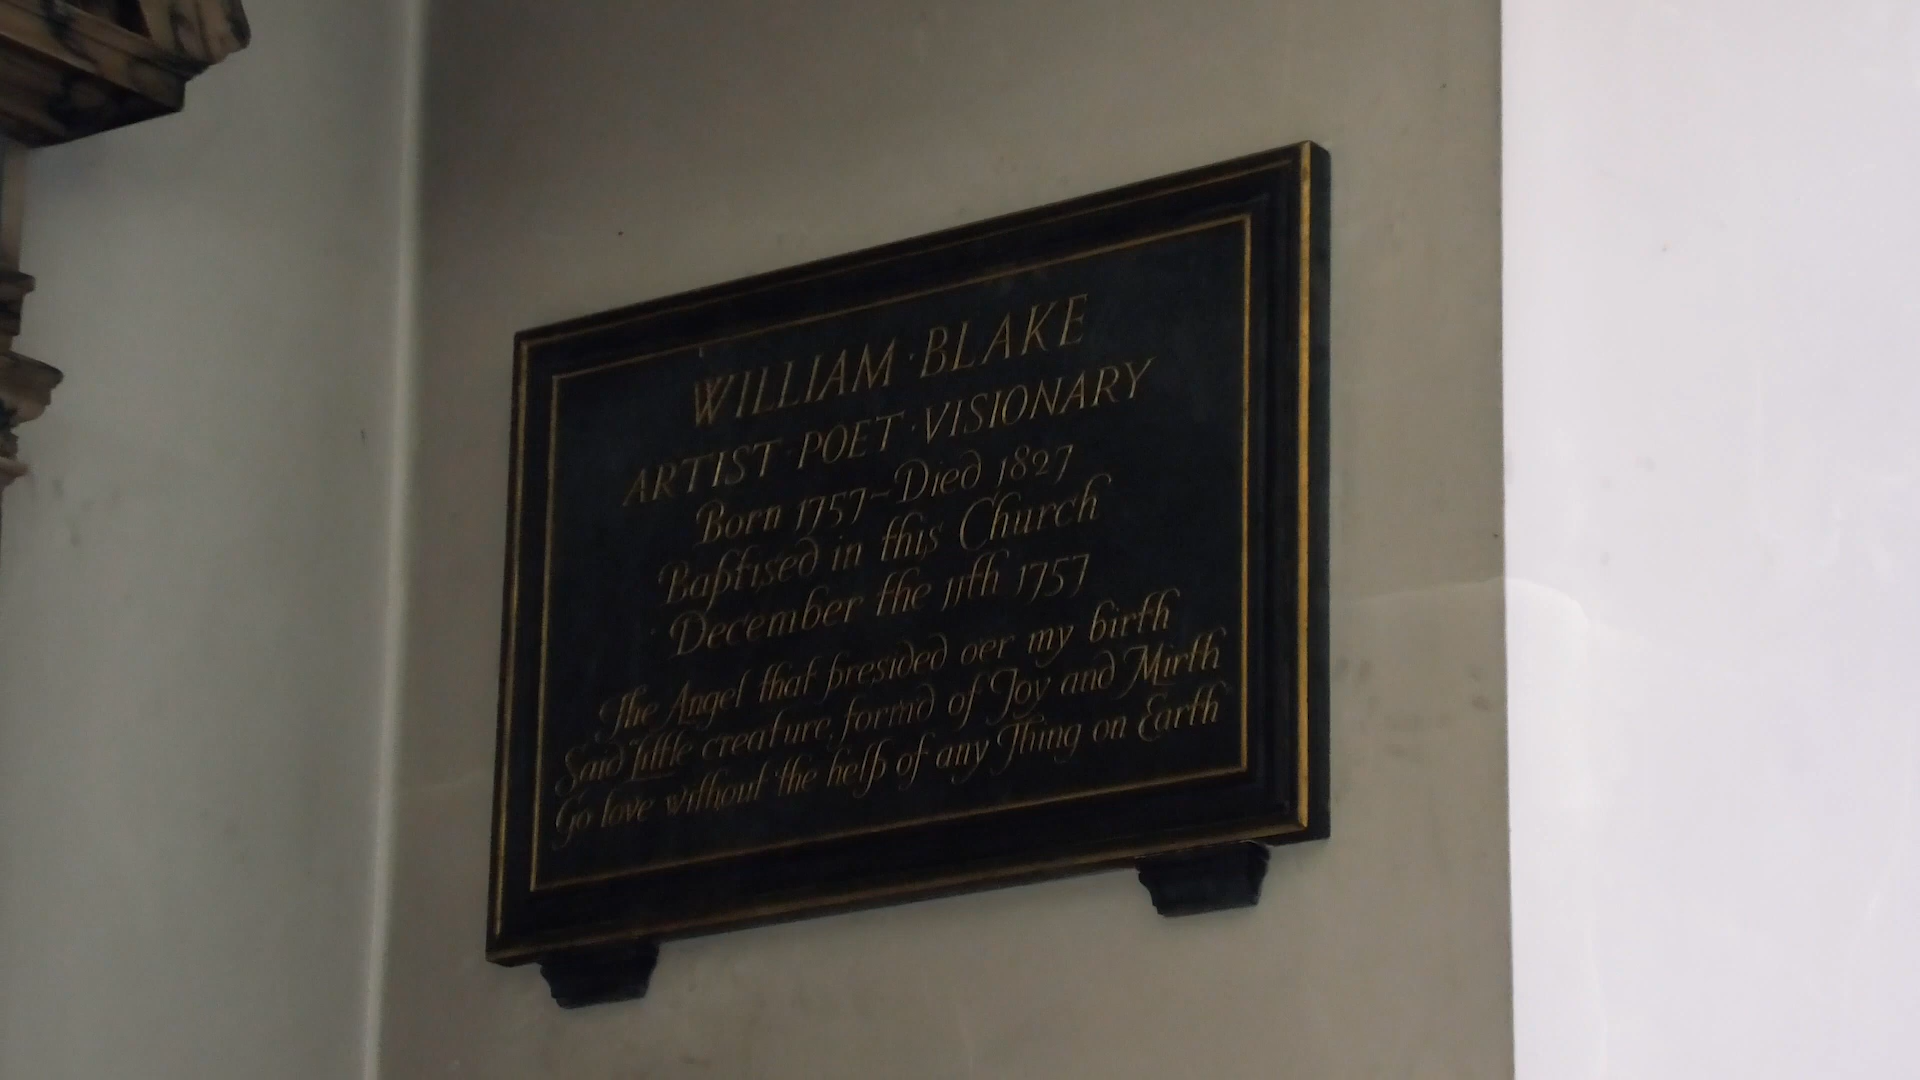 WILLIAM · BLAKE
ARTIST · POET · VISIONARY
Born 1757 ~ Died 1827
Baptised in this Church
December the 11th 1757
The Angel that presided oer my birth
Said Little creature, formd of Joy and Mirth
Go love without the help of any Thing on Earth